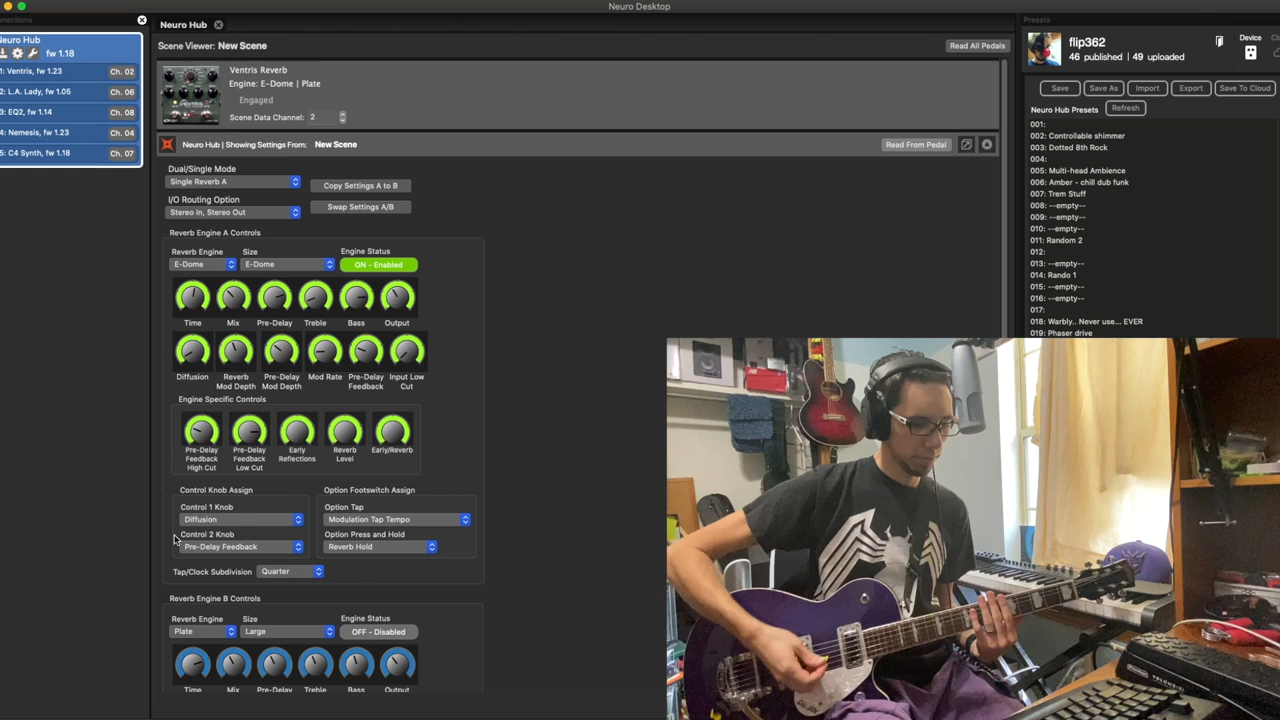 Neuro Desktop
nnections
Neuro Hub
fw 1.18
1: Ventris, fw 1.23 Ch. 02
2: L.A. Lady, fw 1.05 Ch. 06
3: EQ2, fw 1.14 Ch. 08
4: Nemesis, fw 1.23 Ch. 04
5: C4 Synth, fw 1.18 Ch. 07
Neuro Hub
Scene Viewer: New Scene Read All Pedals
Ventris Reverb
Engine: E-Dome | Plate
Engaged
Scene Data Channel: 2
Neuro Hub | Showing Settings From: New Scene Read From Pedal
Dual/Single Mode
Single Reverb A Copy Settings A to B
I/O Routing Option
Stereo In, Stereo Out Swap Settings A/B
Reverb Engine A Controls
Reverb Engine Size Engine Status
E-Dome E-Dome ON - Enabled
Time Mix Pre-Delay Treble Bass Output
Diffusion Reverb Mod Depth Pre-Delay Mod Depth Mod Rate Pre-Delay Feedback Input Low Cut
Engine Specific Controls
Pre-Delay Feedback High Cut Pre-Delay Feedback Low Cut Early Reflections Reverb Level Early/Reverb
Control Knob Assign Option Footswitch Assign
Control 1 Knob Option Tap
Diffusion Modulation Tap Tempo
Control 2 Knob Option Press and Hold
Pre-Delay Feedback Reverb Hold
Tap/Clock Subdivision Quarter
Reverb Engine B Controls
Reverb Engine Size Engine Status
Plate Large OFF - Disabled
Time Mix Pre-Delay Treble Bass Output
Presets
flip362
46 published | 49 uploaded
Device
Save Save As Import Export Save To Cloud
Neuro Hub Presets Refresh
001:
002: Controllable shimmer
003: Dotted 8th Rock
004:
005: Multi-head Ambience
006: Amber - chill dub funk
007: Trem Stuff
008: --empty--
009: --empty--
010: --empty--
011: Random 2
012:
013: --empty--
014: Rando 1
015: --empty--
016: --empty--
017:
018: Warbly.. Never use... EVER
019: Phaser drive